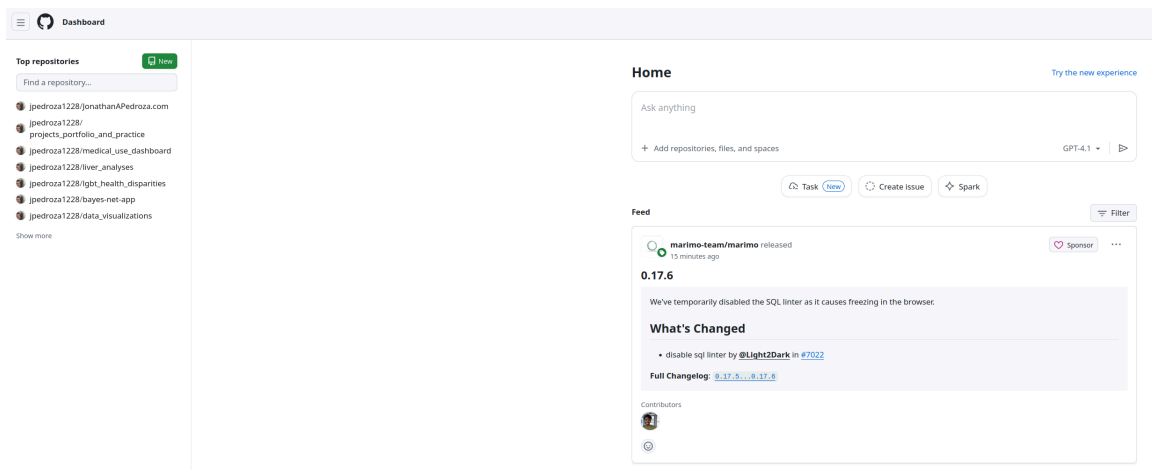 Dashboard
Top repositories
New
Find a repository...
jpedroza1228/JonathanAPedroza.com
jpedroza1228/
projects_portfolio_and_practice
jpedroza1228/medical_use_dashboard
jpedroza1228/liver_analyses
jpedroza1228/lgbt_health_disparities
jpedroza1228/bayes-net-app
jpedroza1228/data_visualizations
Show more
Home
Try the new experience
Ask anything
Add repositories, files, and spaces
GPT-4.1
Task New
Create issue
Spark
Feed
Filter
marimo-team/marimo released
Sponsor
15 minutes ago
0.17.6
We've temporarily disabled the SQL linter as it causes freezing in the browser.
What's Changed
• disable sql linter by @Light2Dark in #7022
Full Changelog: 0.17.5...0.17.6
Contributors